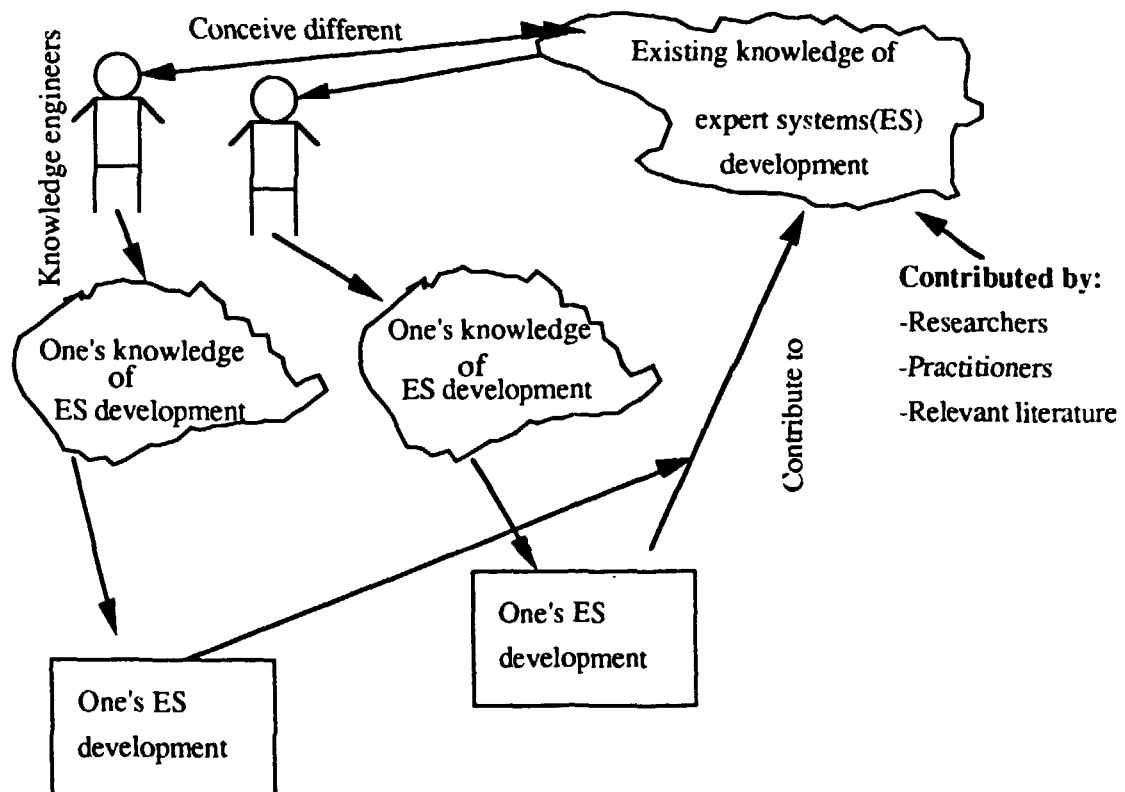 Conceive different
Knowledge engineers
Existing knowledge of
expert systems(ES)
development
Contributed by:
-Researchers
-Practitioners
-Relevant literature
One's knowledge
of
ES development
One's knowledge
of
ES development
Contribute to
One's ES
development
One's ES
development